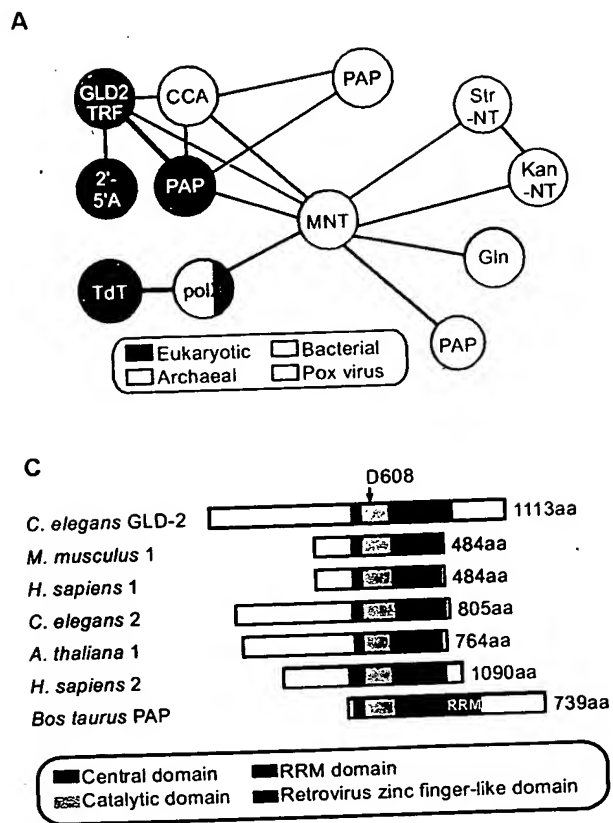 A
GLD2
TRF
CCA
PAP
Str
-NT
2'-
5'A
PAP
Kan
-NT
MNT
Gln
TdT
PAP
Eukaryotic
Bacterial
Archaeal
Pox virus
C
D608
C. elegans GLD-2 1113aa
M. musculus 1 484aa
H. sapiens 1 484aa
C. elegans 2 805aa
A. thaliana 1 764aa
H. sapiens 2 1090aa
Bos taurus PAP RRM 739aa
Central domain
RRM domain
Catalytic domain
Retrovirus zinc finger-like domain